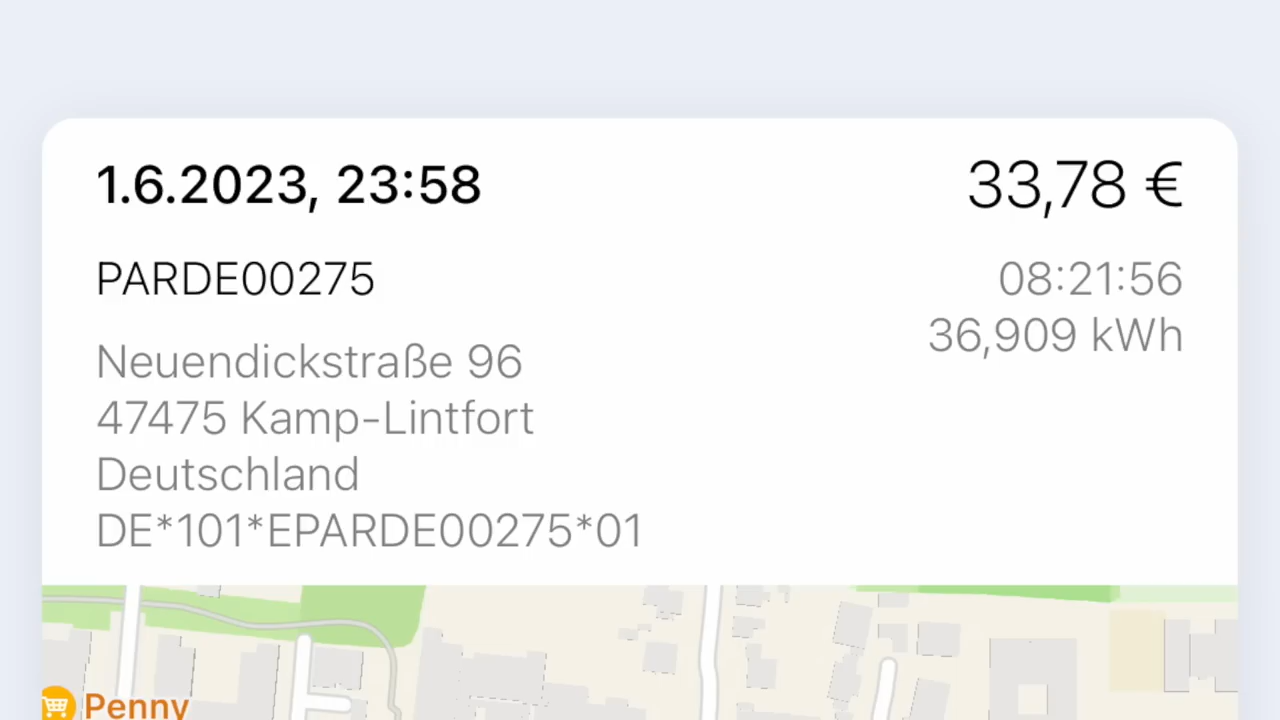 1.6.2023, 23:58
33,78 €
PARDE00275
08:21:56
36,909 kWh
Neuendickstraße 96
47475 Kamp-Lintfort
Deutschland
DE*101*EPARDE00275*01
Penny